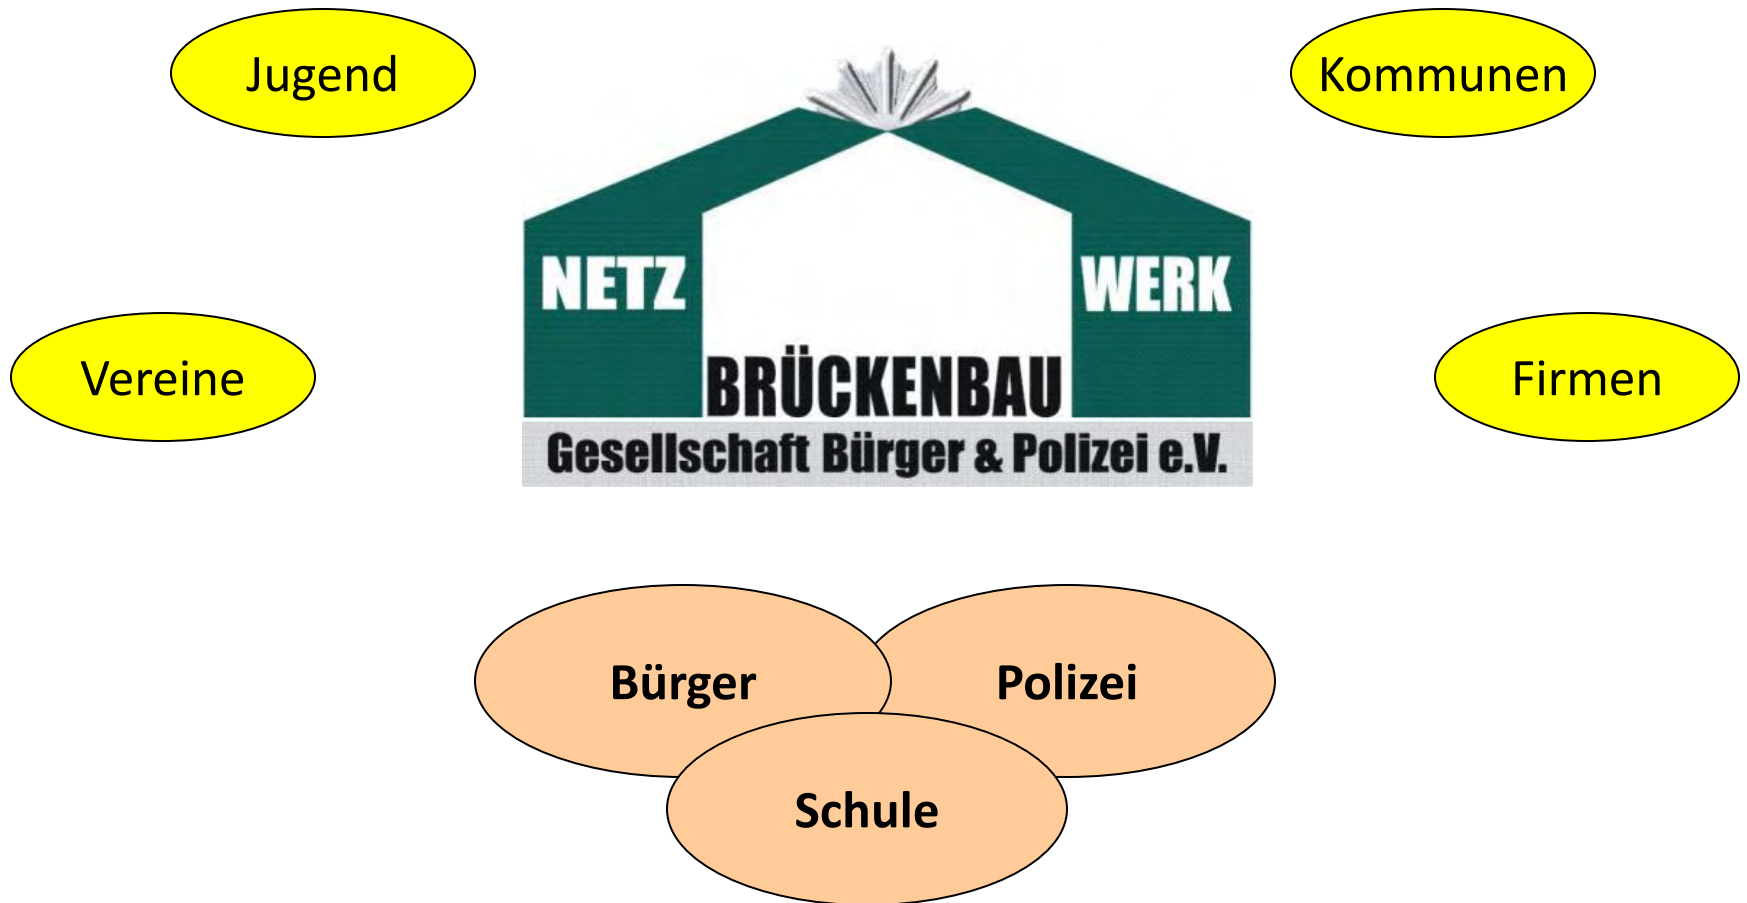 Jugend
Kommunen
NETZ
WERK
Vereine
BRÜCKENBAU
Firmen
Gesellschaft Bürger & Polizei e.V.
Bürger
Polizei
Schule